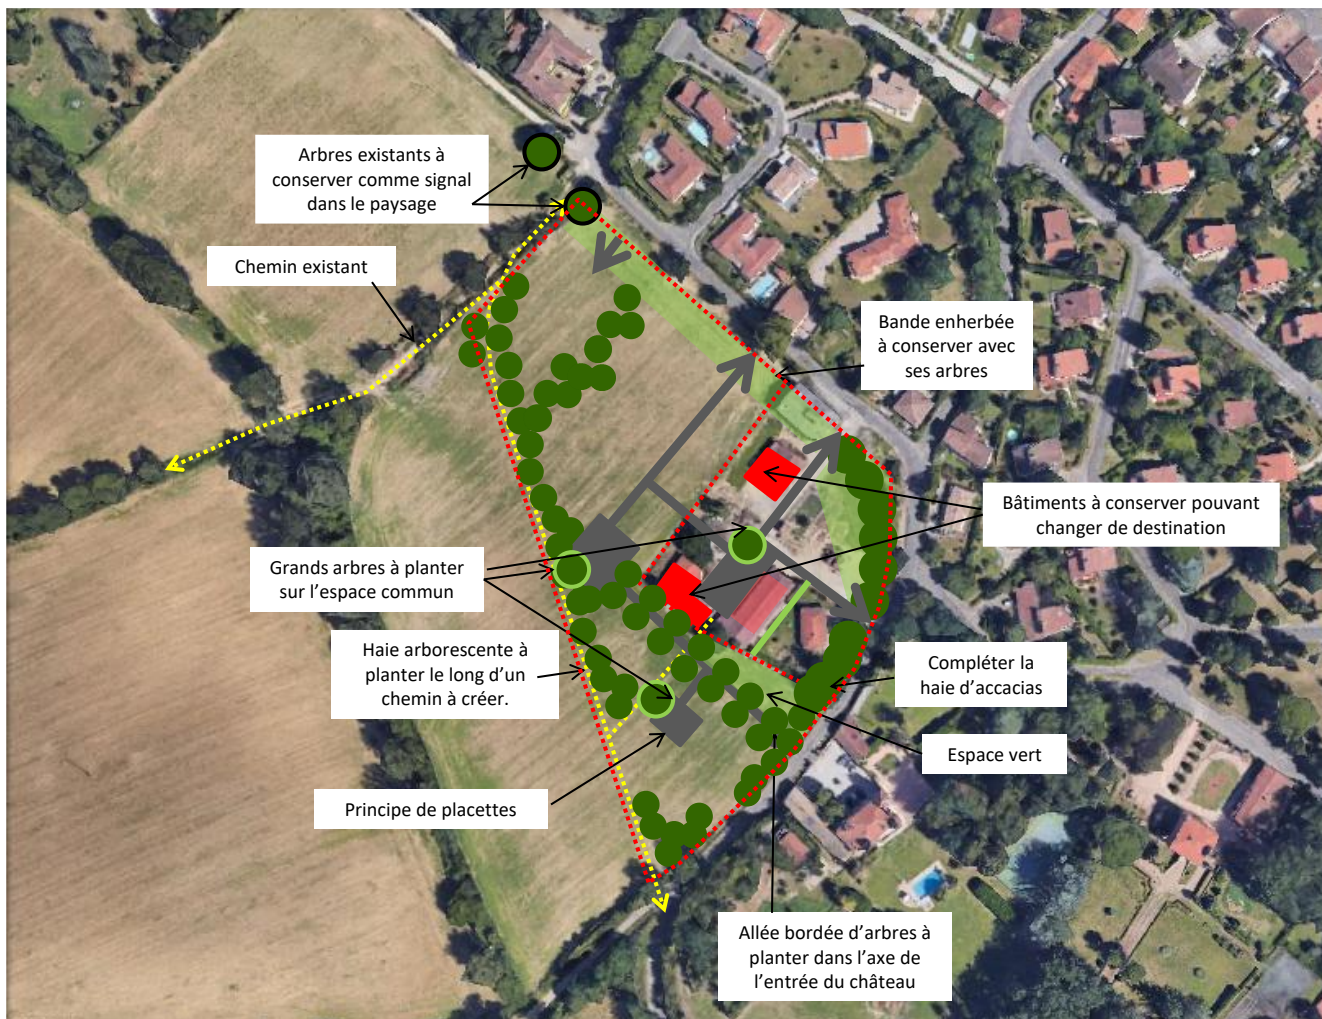 Arbres existants à
conserver comme signal
dans le paysage
Chemin existant
Bande enherbée
à conserver avec
ses arbres
Bâtiments à conserver pouvant
changer de destination
Grands arbres à planter
sur l'espace commun
Haie arborescente à
planter le long d'un
chemin à créer.
Compléter la
haie d'accacias
Espace vert
Principe de placettes
Allée bordée d'arbres à
planter dans l'axe de
l'entrée du château